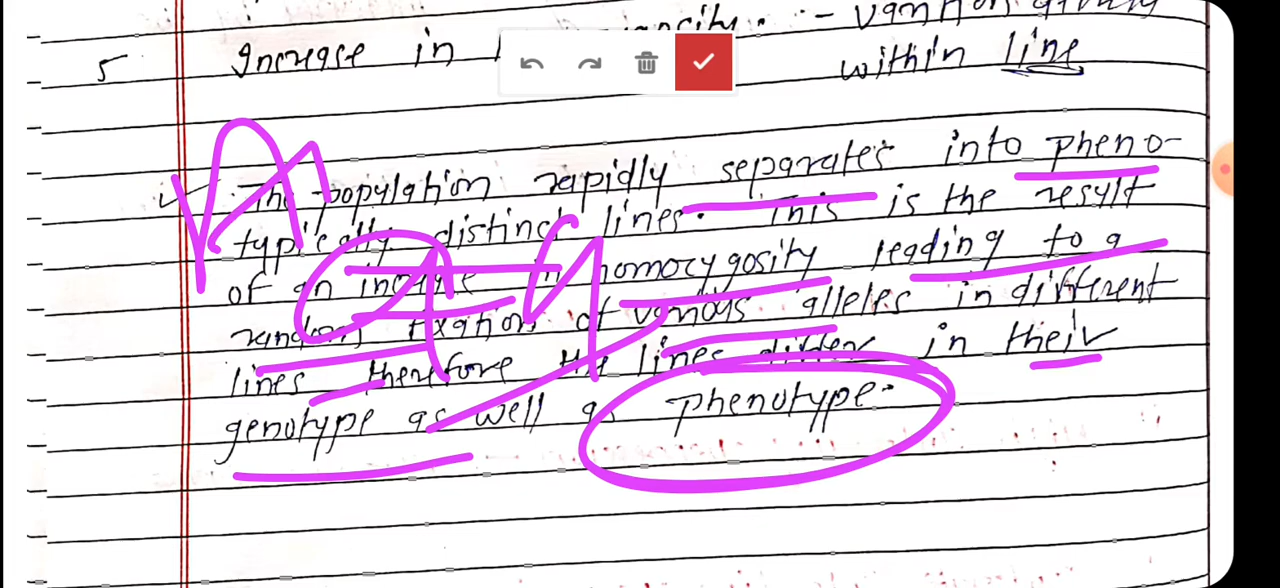 5 Increase in
within line
The population rapidly separates into pheno-
typically distinct lines. This is the result
of an increase in homozygosity leading to a
random fixation of various alleles in different
lines therefore the lines differ in their
genotype as well as phenotype.